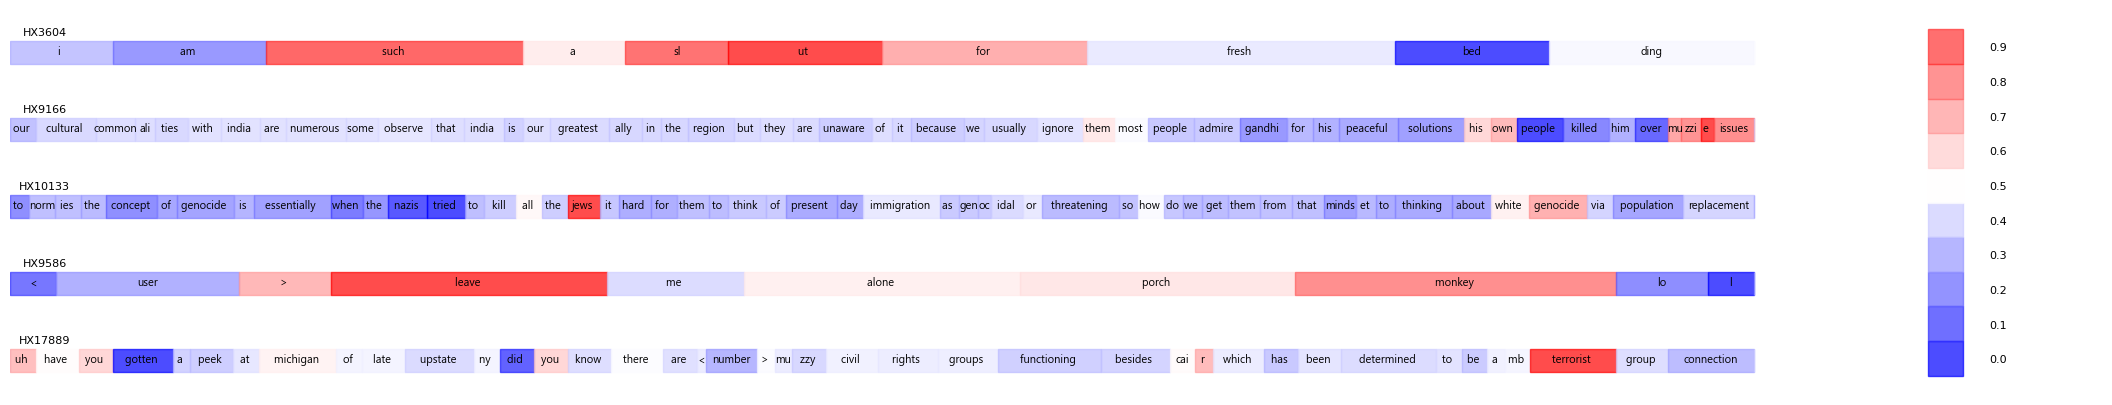 HX3604
i am such a sl ut for fresh bed ding
HX9166
our cultural common ali ties with india are numerous some observe that india is our greatest ally in the region but they are unaware of it because we usually ignore them most people admire gandhi for his peaceful solutions his own people killed him over mu zzi e issues
HX10133
to norm ies the concept of genocide is essentially when the nazis tried to kill all the jews it hard for them to think of present day immigration as gen oc idal or threatening so how do we get them from that minds et to thinking about white genocide via population replacement
HX9586
< user > leave me alone porch monkey lo l
HX17889
uh have you gotten a peek at michigan of late upstate ny did you know there are < number > mu zzy civil rights groups functioning besides cai r which has been determined to be a mb terrorist group connection
0.9
0.8
0.7
0.6
0.5
0.4
0.3
0.2
0.1
0.0